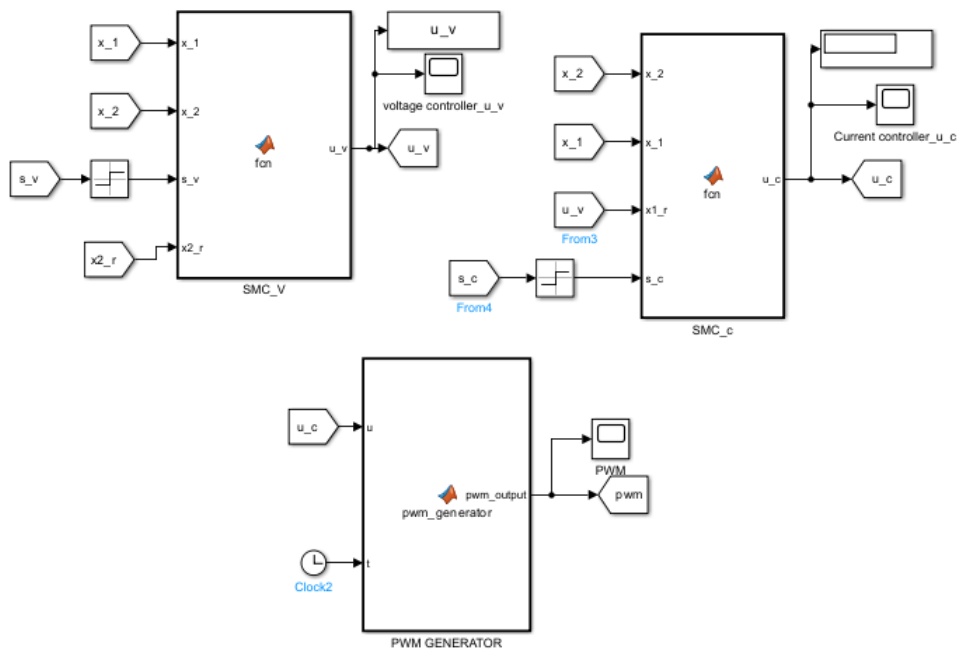 x_1
x_1
u_v
x_2
x_2
voltage controller_u_v
fcn
u_v
u_v
s_v
s_v
x2_r
x2_r
SMC_V
x_2
x_2
Current controller_u_c
x_1
x_1
fcn
u_c
u_c
u_v
x1_r
From3
s_c
s_c
From4
SMC_c
u_c
u
PWM
pwm_output
pwm
pwm_generator
t
Clock2
PWM GENERATOR